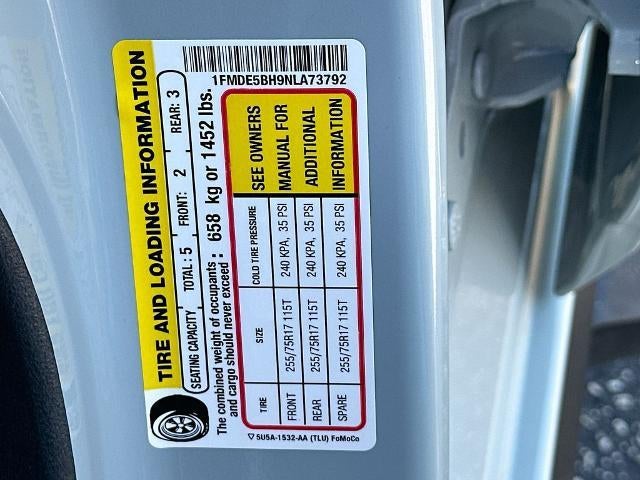 1FMDE5BH9NLA73792
TIRE AND LOADING INFORMATION
SEATING CAPACITY TOTAL: 5 FRONT: 2 REAR: 3
The combined weight of occupants and cargo should never exceed : 658 kg or 1452 lbs.
TIRE SIZE COLD TIRE PRESSURE SEE OWNERS
FRONT 255/75R17 115T 240 KPA, 35 PSI MANUAL FOR
REAR 255/75R17 115T 240 KPA, 35 PSI ADDITIONAL
SPARE 255/75R17 115T 240 KPA, 35 PSI INFORMATION
5U5A-1532-AA (TLU) FoMoCo